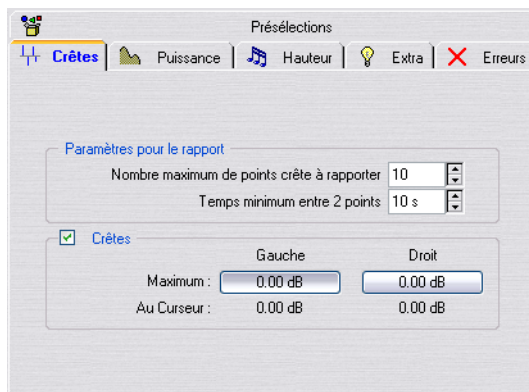 Présélections
Crêtes Puissance Hauteur Extra Erreurs
Paramètres pour le rapport
Nombre maximum de points crête à rapporter 10
Temps minimum entre 2 points 10 s
Crêtes
Gauche Droit
Maximum : 0.00 dB 0.00 dB
Au Curseur : 0.00 dB 0.00 dB